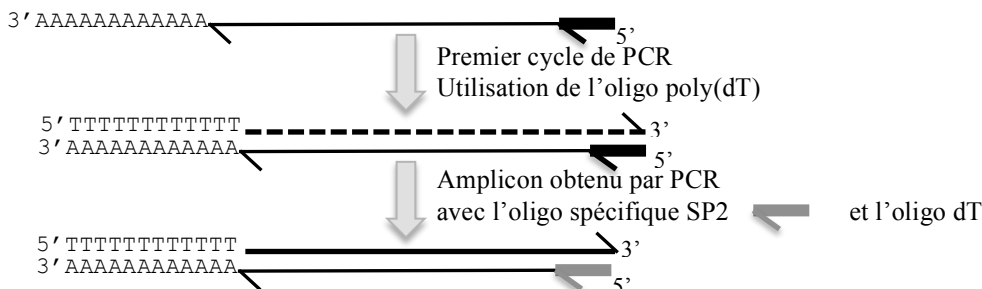 3'AAAAAAAAAAAA
5’
Premier cycle de PCR
Utilisation de l’oligo poly(dT)
5'TTTTTTTTTTTT 3’
3'AAAAAAAAAAAA 5’
Amplicon obtenu par PCR
avec l’oligo spécifique SP2 et l’oligo dT
5'TTTTTTTTTTTT 3’
3'AAAAAAAAAAAA 5’